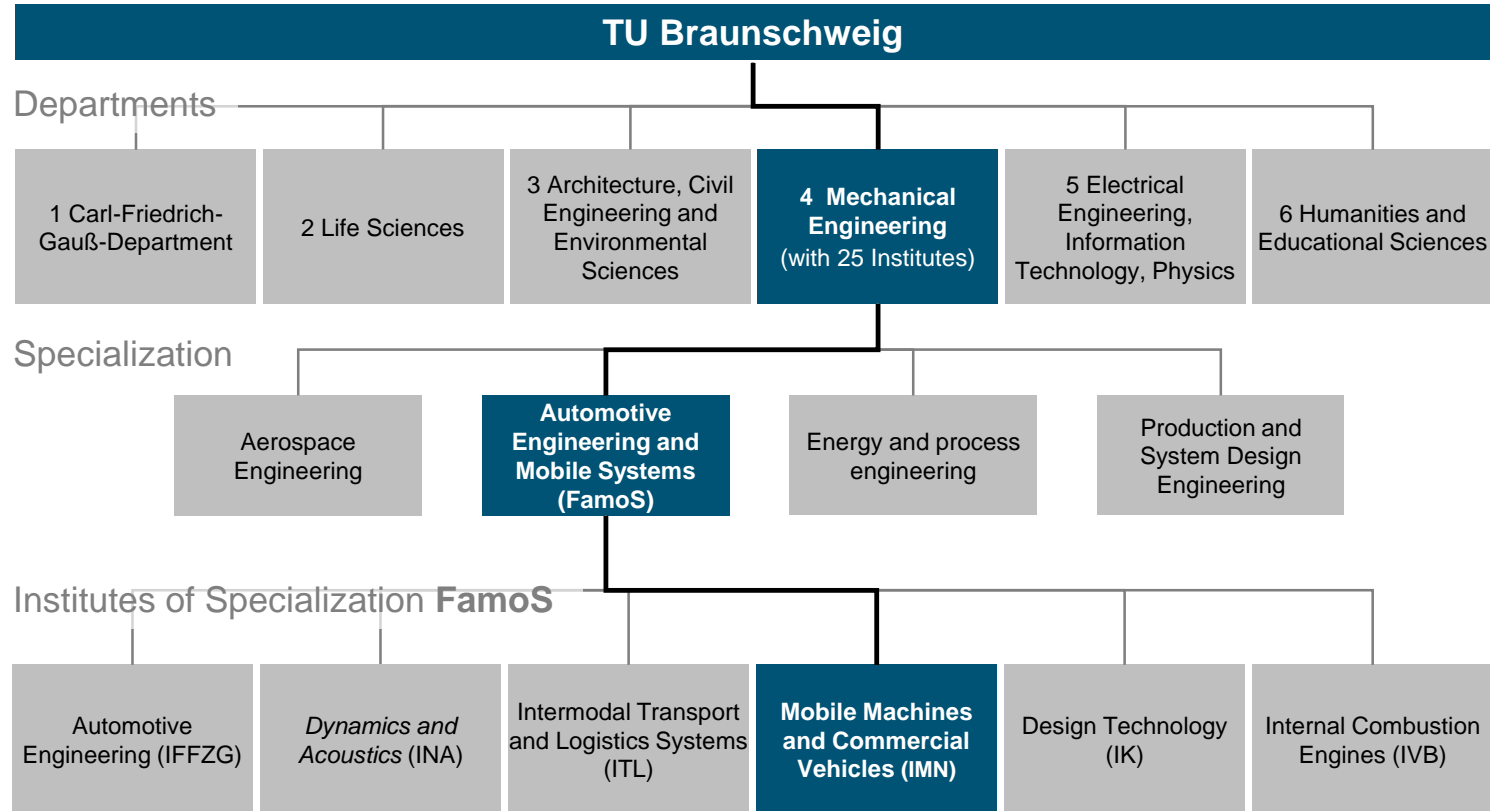 TU Braunschweig
Departments
1 Carl-Friedrich-
Gauß-Department
2 Life Sciences
3 Architecture, Civil
Engineering and
Environmental
Sciences
4 Mechanical
Engineering
(with 25 Institutes)
5 Electrical
Engineering,
Information
Technology, Physics
6 Humanities and
Educational Sciences
Specialization
Aerospace
Engineering
Automotive
Engineering and
Mobile Systems
(FamoS)
Energy and process
engineering
Production and
System Design
Engineering
Institutes of Specialization FamoS
Automotive
Engineering (IFFZG)
Dynamics and
Acoustics (INA)
Intermodal Transport
and Logistics Systems
(ITL)
Mobile Machines
and Commercial
Vehicles (IMN)
Design Technology
(IK)
Internal Combustion
Engines (IVB)